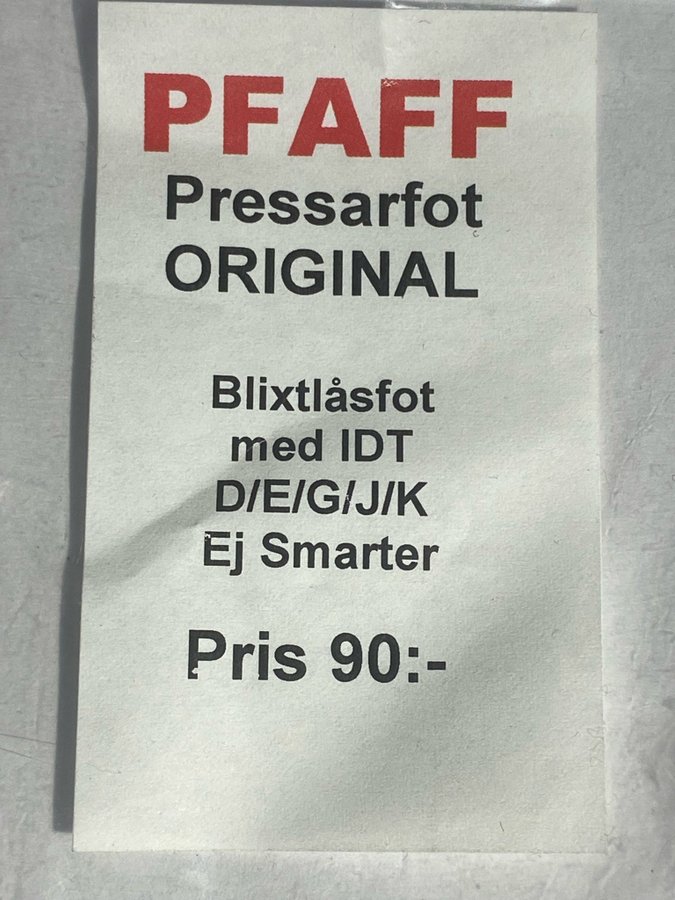 PFAFF
Pressarfot
ORIGINAL
Blixtlåsfot
med IDT
D/E/G/J/K
Ej Smarter
Pris 90:-